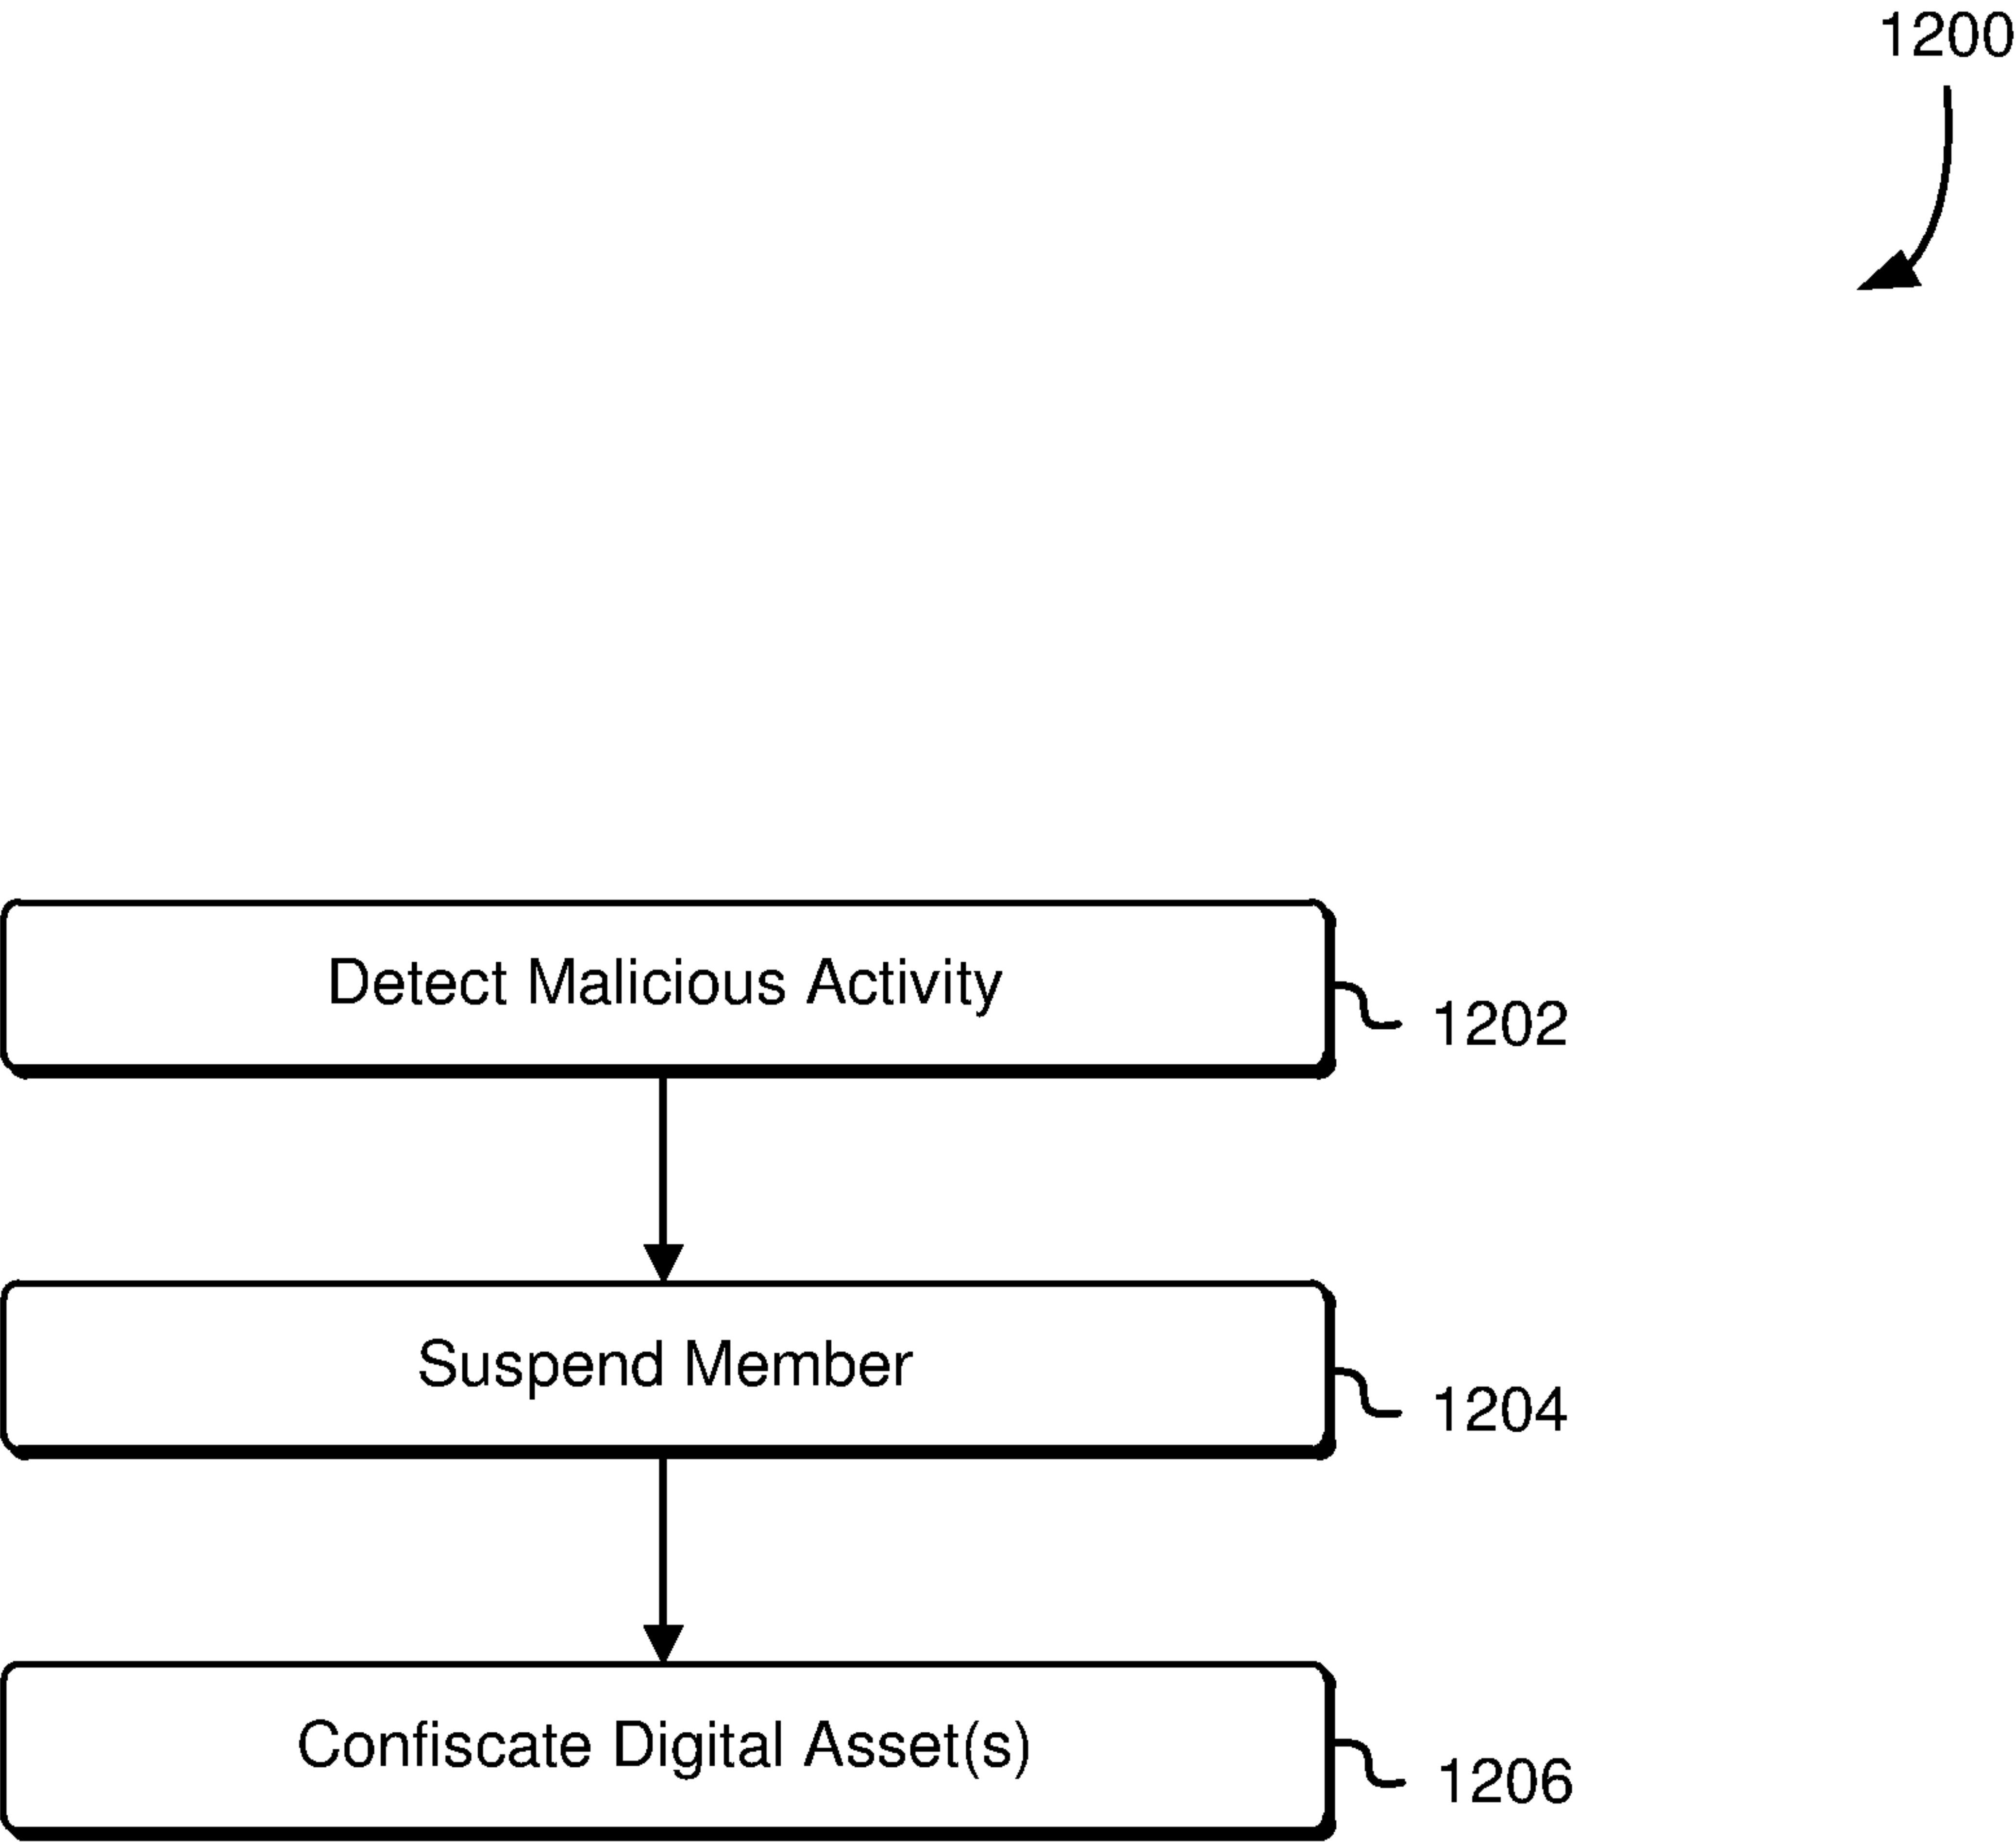 1200
Detect Malicious Activity
1202
Suspend Member
1204
Confiscate Digital Asset(s)
1206